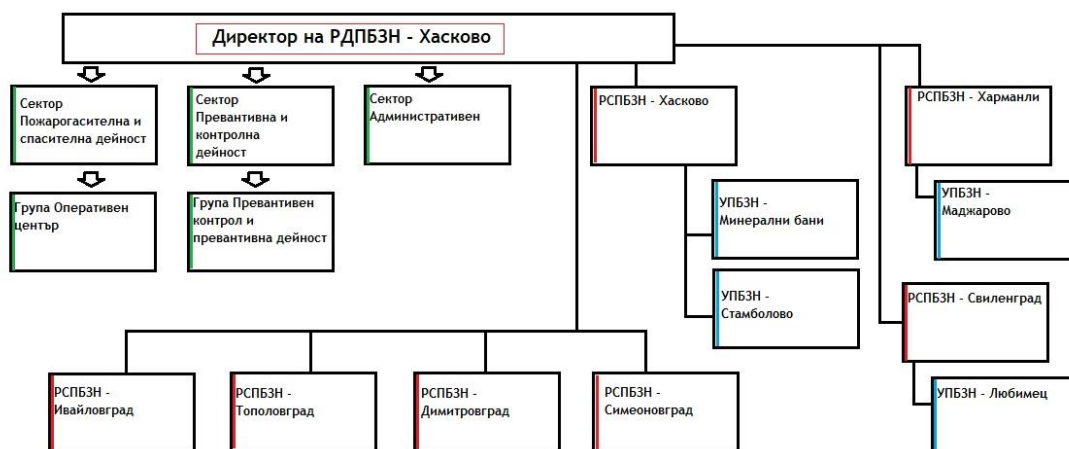 Директор на РДПБЗН - Хасково
Сектор
Пожарогасителна и
спасителна дейност
Сектор
Превантивна и
контролна
дейност
Сектор
Административен
РСПБЗН - Хасково
РСПБЗН - Харманли
Група Оперативен
център
Група Превантивен
контрол и
превантивна дейност
УПБЗН -
Минерални бани
УПБЗН -
Маджарово
УПБЗН -
Стамболово
РСПБЗН - Свиленград
РСПБЗН -
Ивайловград
РСПБЗН -
Тополовград
РСПБЗН -
Димитровград
РСПБЗН -
Симеоновград
УПБЗН - Любимец